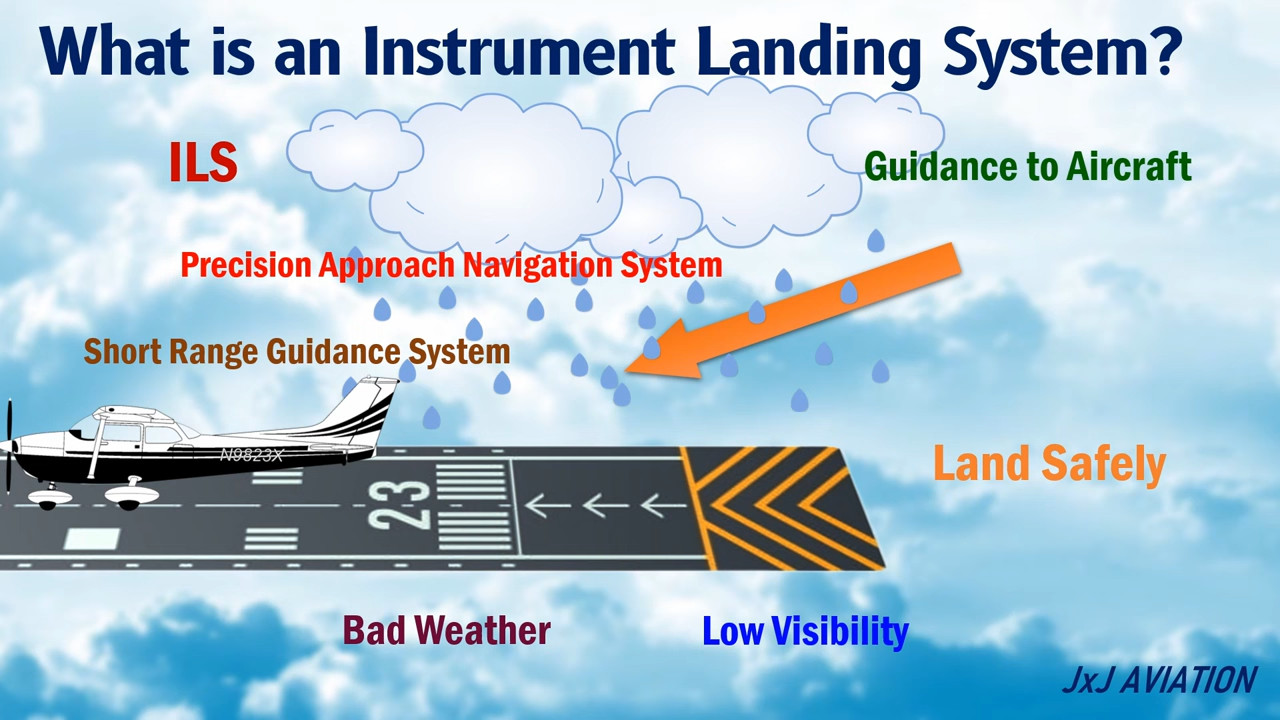 What is an Instrument Landing System?
ILS
Guidance to Aircraft
Precision Approach Navigation System
Short Range Guidance System
N9823X
23
Land Safely
Bad Weather
Low Visibility
JxJ AVIATION